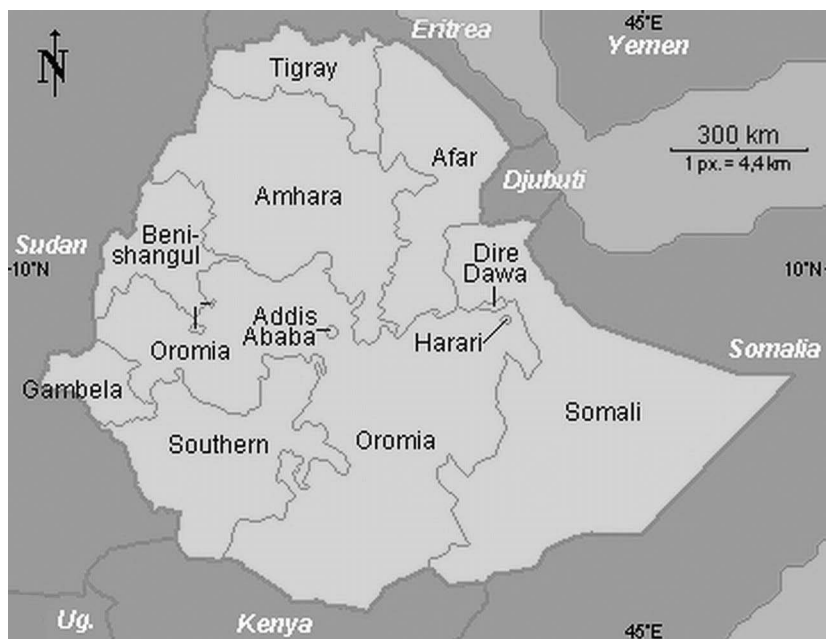 Eritrea
45°E
Yemen
N
Tigray
300 km
1 px. = 4,4 km
Afar
Djubuti
Amhara
Sudan
Beni-
shangul
Dire
Dawa
10°N
10°N
Addis
Ababa
Oromia
Harari
Somalia
Gambela
Somali
Southern
Oromia
Ug.
Kenya
45°E